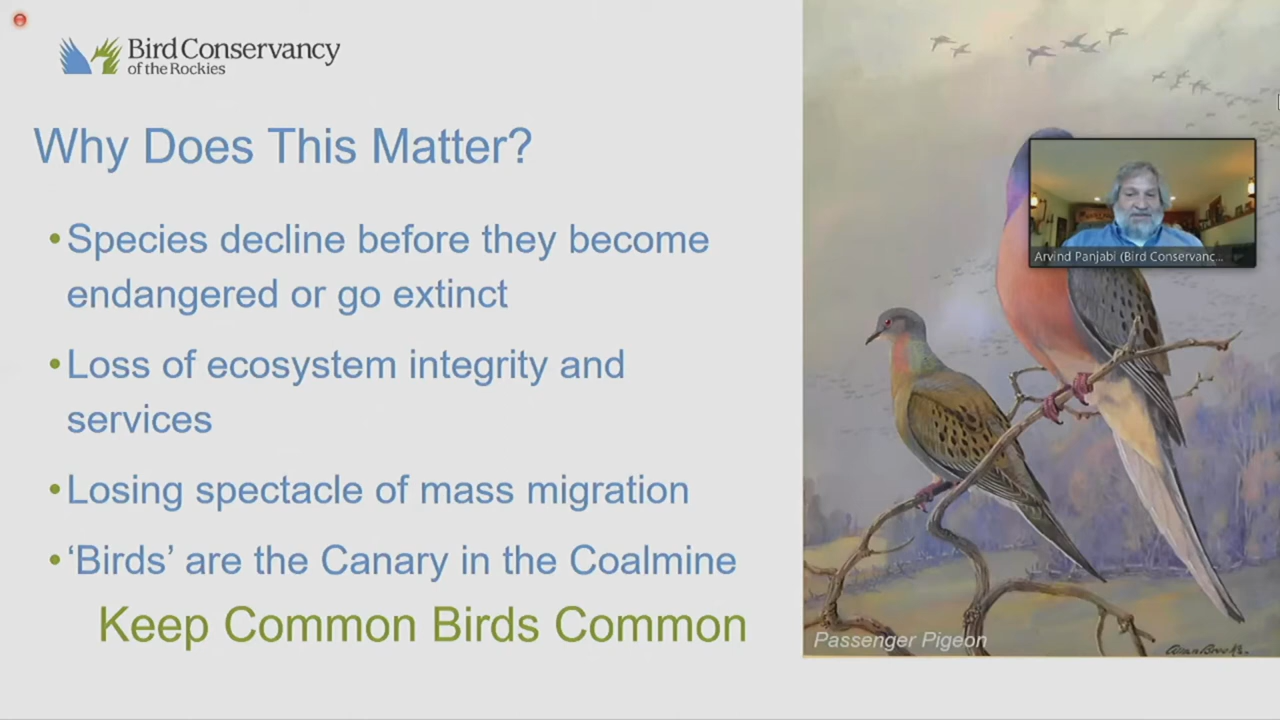 Bird Conservancy
of the Rockies
Why Does This Matter?
•Species decline before they become
endangered or go extinct
•Loss of ecosystem integrity and
services
•Losing spectacle of mass migration
•‘Birds’ are the Canary in the Coalmine
Keep Common Birds Common
Arvind Panjabi (Bird Conservanc...
Passenger Pigeon